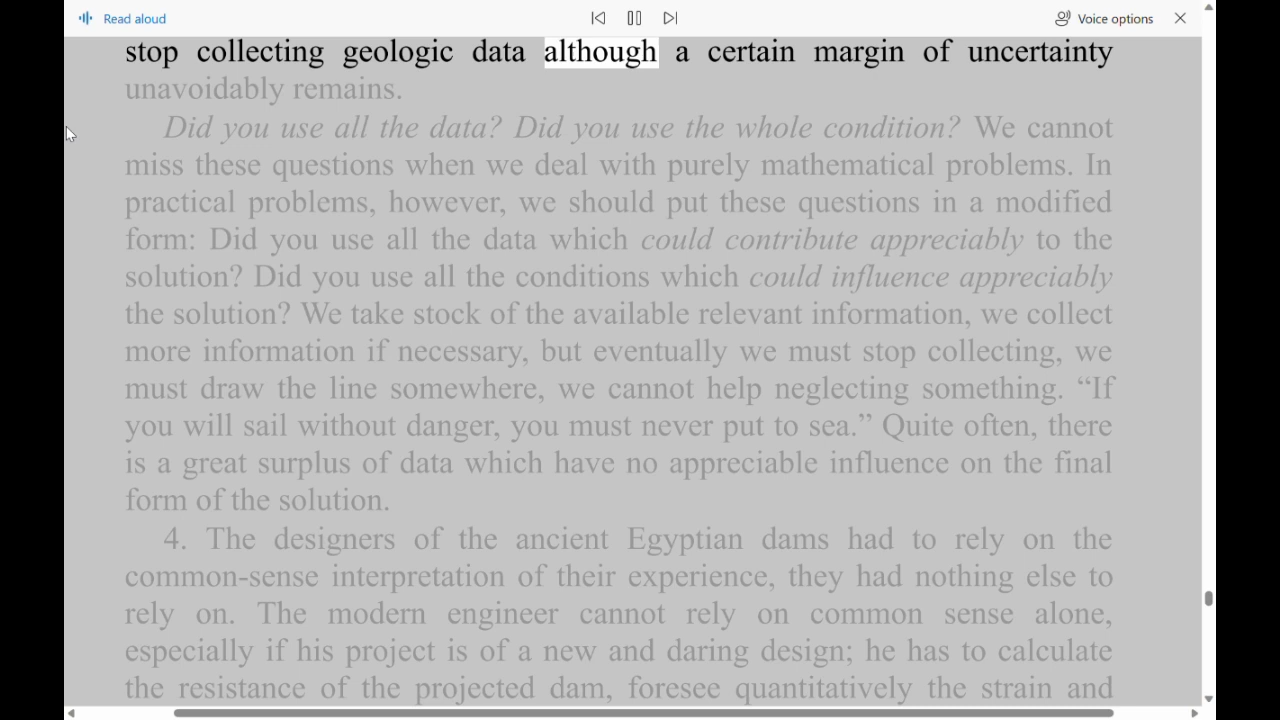 Read aloud
Voice options
stop collecting geologic data although a certain margin of uncertainty
unavoidably remains.
Did you use all the data? Did you use the whole condition? We cannot
miss these questions when we deal with purely mathematical problems. In
practical problems, however, we should put these questions in a modified
form: Did you use all the data which could contribute appreciably to the
solution? Did you use all the conditions which could influence appreciably
the solution? We take stock of the available relevant information, we collect
more information if necessary, but eventually we must stop collecting, we
must draw the line somewhere, we cannot help neglecting something. “If
you will sail without danger, you must never put to sea.” Quite often, there
is a great surplus of data which have no appreciable influence on the final
form of the solution.
4. The designers of the ancient Egyptian dams had to rely on the
common-sense interpretation of their experience, they had nothing else to
rely on. The modern engineer cannot rely on common sense alone,
especially if his project is of a new and daring design; he has to calculate
the resistance of the projected dam, foresee quantitatively the strain and